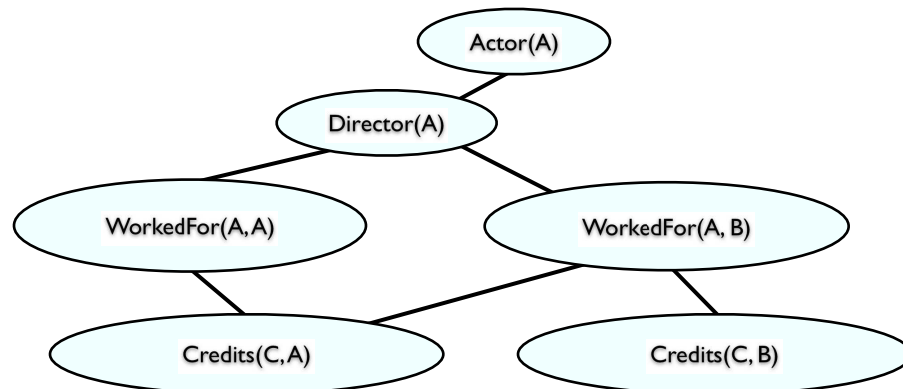 Actor(A)
Director(A)
WorkedFor(A, A)
WorkedFor(A, B)
Credits(C, A)
Credits(C, B)